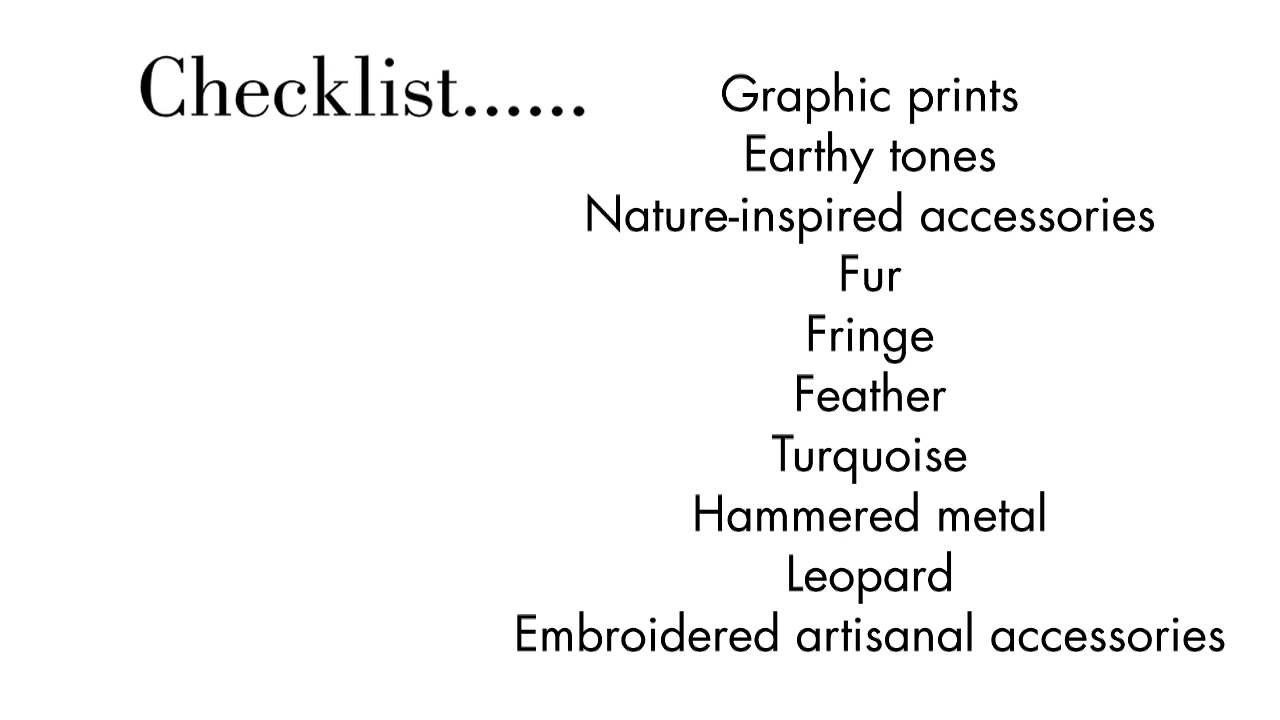 Checklist......
Graphic prints
Earthy tones
Nature-inspired accessories
Fur
Fringe
Feather
Turquoise
Hammered metal
Leopard
Embroidered artisanal accessories